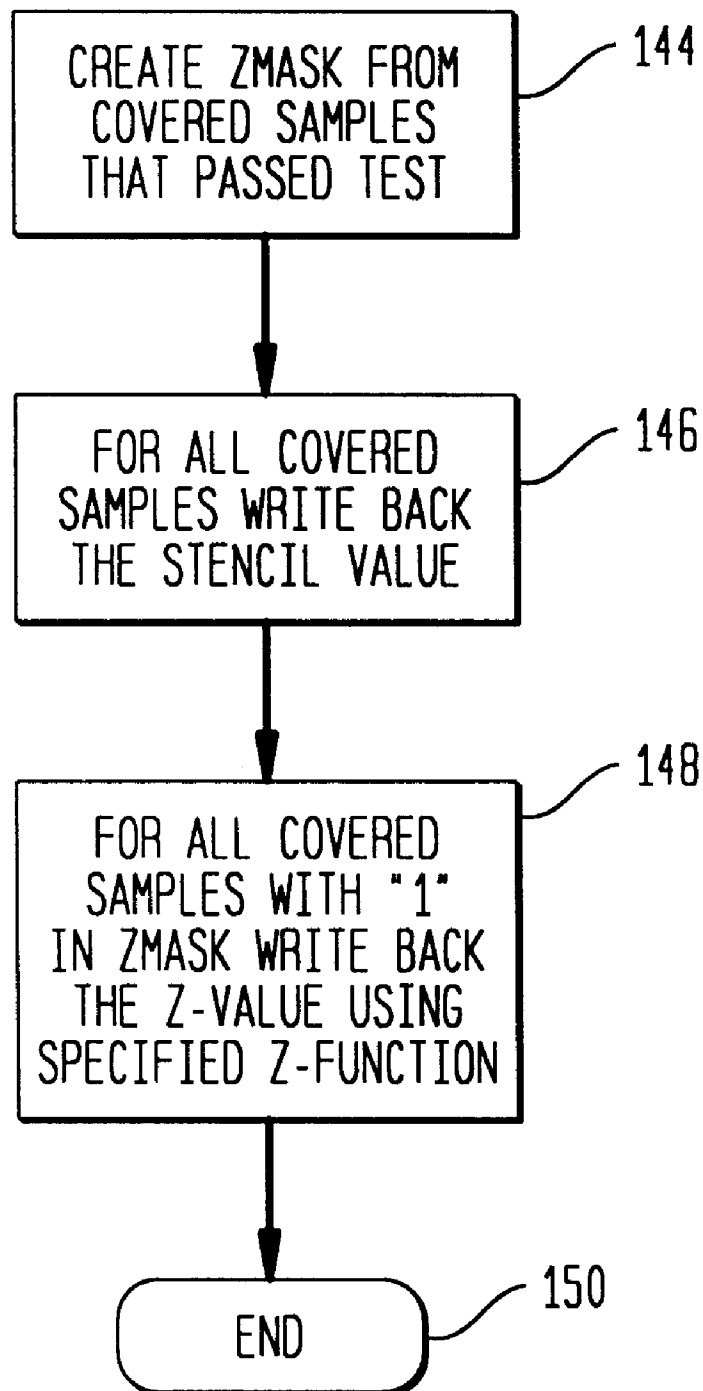 CREATE ZMASK FROM
COVERED SAMPLES
THAT PASSED TEST
144
FOR ALL COVERED
SAMPLES WRITE BACK
THE STENCIL VALUE
146
FOR ALL COVERED
SAMPLES WITH "1"
IN ZMASK WRITE BACK
THE Z-VALUE USING
SPECIFIED Z-FUNCTION
148
END
150